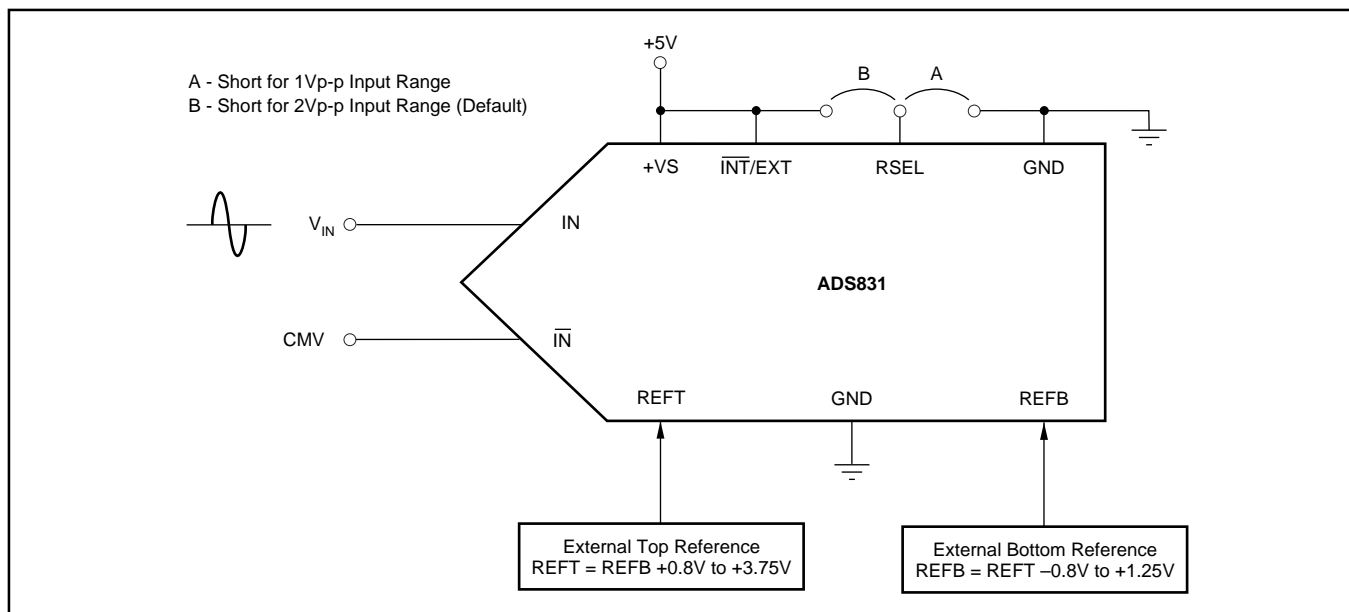 +5V
A - Short for 1Vp-p Input Range
B - Short for 2Vp-p Input Range (Default)
B
A
+VS
INT/EXT
RSEL
GND
VIN
IN
ADS831
CMV
IN
REFT
GND
REFB
External Top Reference
REFT = REFB +0.8V to +3.75V
External Bottom Reference
REFB = REFT –0.8V to +1.25V